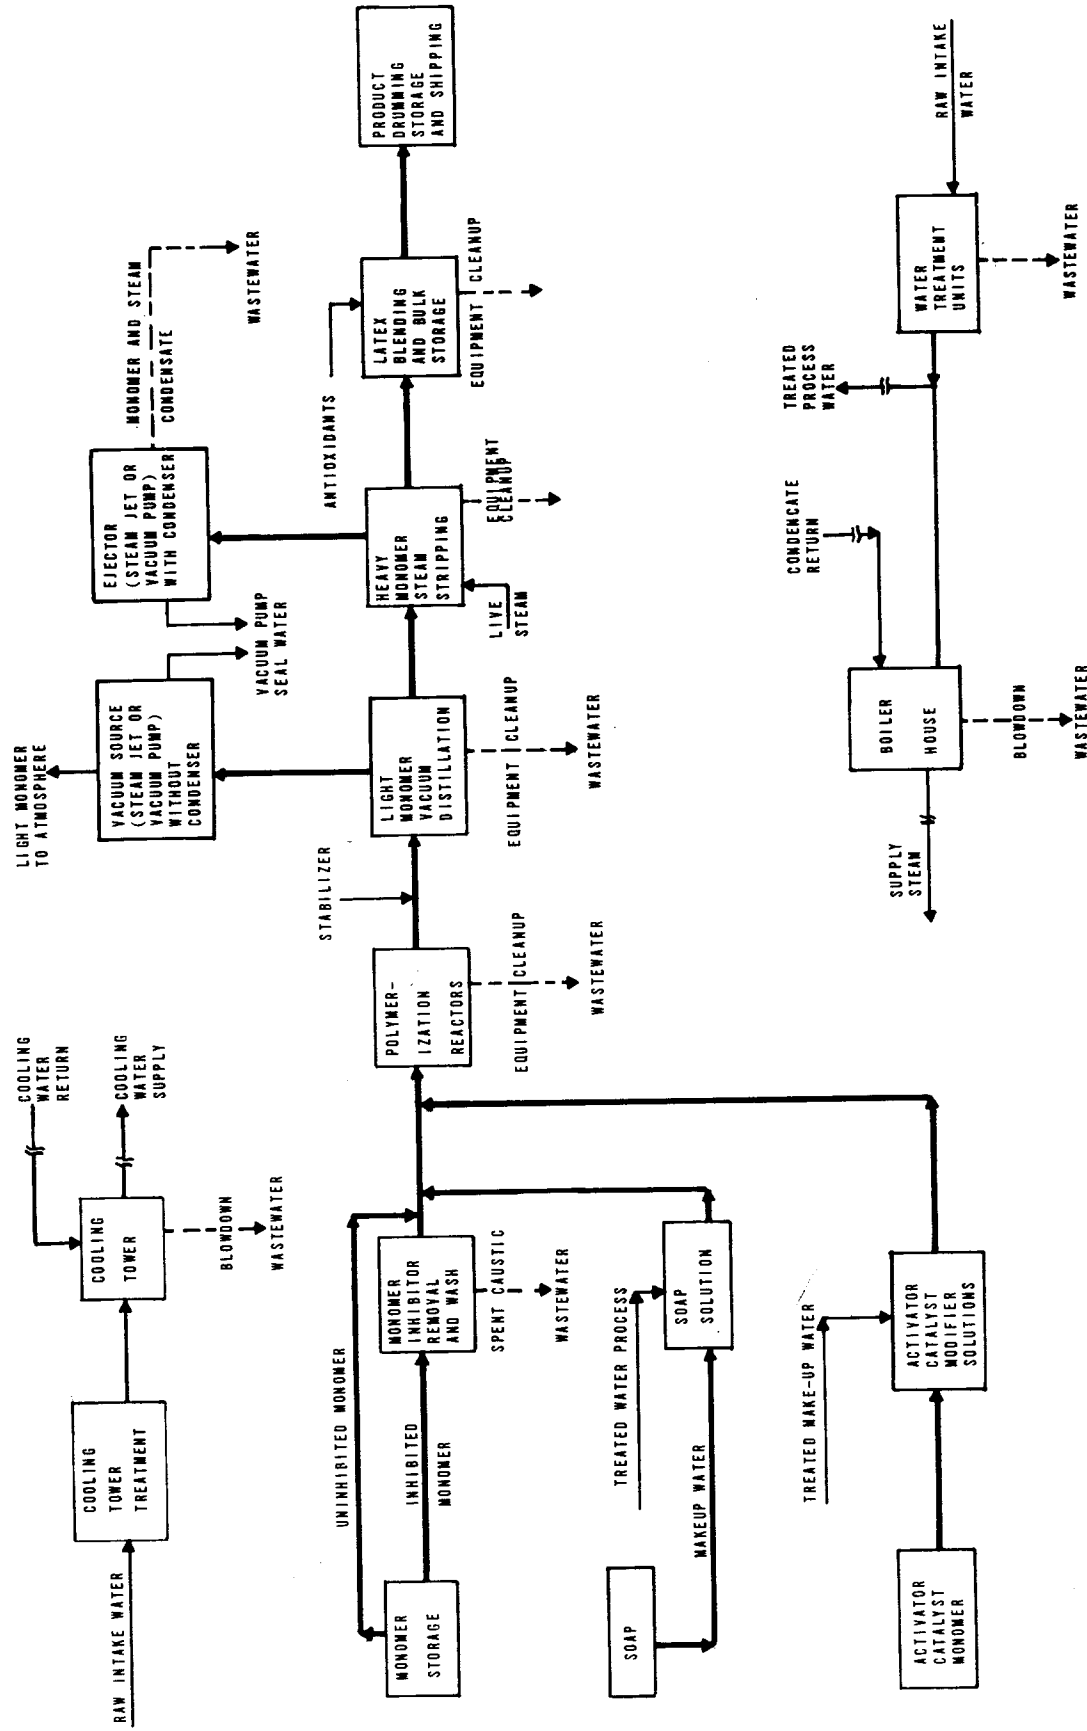 RAW INTAKE WATER
COOLING
TOWER
TREATMENT
COOLING
TOWER
COOLING
WATER
RETURN
COOLING
WATER
SUPPLY
BLOWDOWN
WASTEWATER
LIGHT MONOMER
TO ATMOSPHERE
VACUUM SOURCE
(STEAM JET OR
VACUUM PUMP)
WITHOUT
CONDENSER
VACUUM PUMP
SEAL WATER
EJECTOR
(STEAM JET OR
VACUUM PUMP)
WITH CONDENSER
MONOMER AND STEAM
CONDENSATE
WASTEWATER
MONOMER
STORAGE
UNINHIBITED MONOMER
INHIBITED
MONOMER
MONOMER
INHIBITOR
REMOVAL
AND WASH
SPENT CAUSTIC
WASTEWATER
POLYMER-
IZATION
REACTORS
EQUIPMENT CLEANUP
WASTEWATER
STABILIZER
LIGHT
MONOMER
VACUUM
DISTILLATION
EQUIPMENT CLEANUP
WASTEWATER
HEAVY
MONOMER
STEAM
STRIPPING
LIVE
STEAM
EQUIPMENT
CLEANUP
ANTIOXIDANTS
LATEX
BLENDING
AND BULK
STORAGE
EQUIPMENT CLEANUP
PRODUCT
DRUMMING
STORAGE
AND SHIPPING
SOAP
MAKEUP WATER
TREATED WATER PROCESS
SOAP
SOLUTION
ACTIVATOR
CATALYST
MONOMER
TREATED MAKE-UP WATER
ACTIVATOR
CATALYST
MODIFIER
SOLUTIONS
SUPPLY
STEAM
BOILER
HOUSE
BLOWDOWN
WASTEWATER
CONDENCATE
RETURN
TREATED
PROCESS
WATER
WATER
TREATMENT
UNITS
WASTEWATER
RAW INTAKE
WATER